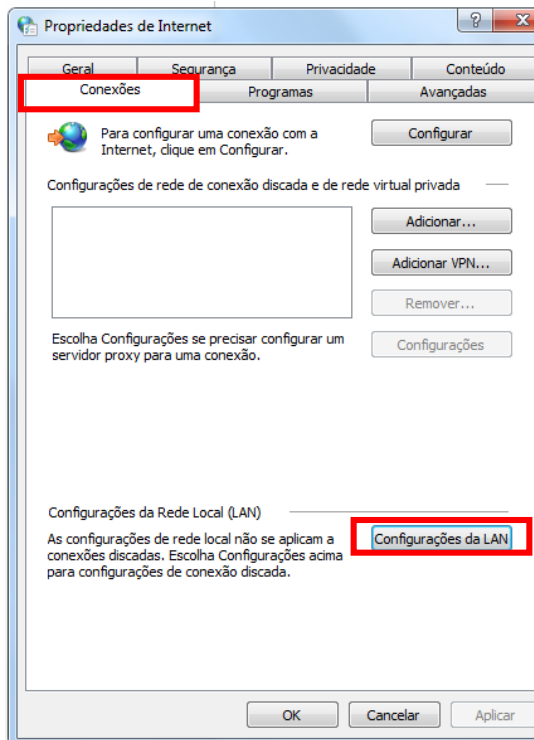 Propriedades de Internet
Geral
Segurança
Privacidade
Conteúdo
Conexões
Programas
Avançadas
Para configurar uma conexão com a
Internet, clique em Configurar.
Configurar
Configurações de rede de conexão discada e de rede virtual privada
Adicionar...
Adicionar VPN...
Remover...
Escolha Configurações se precisar configurar um
servidor proxy para uma conexão.
Configurações
Configurações da Rede Local (LAN)
As configurações de rede local não se aplicam a
conexões discadas. Escolha Configurações acima
para configurações de conexão discada.
Configurações da LAN
OK
Cancelar
Aplicar